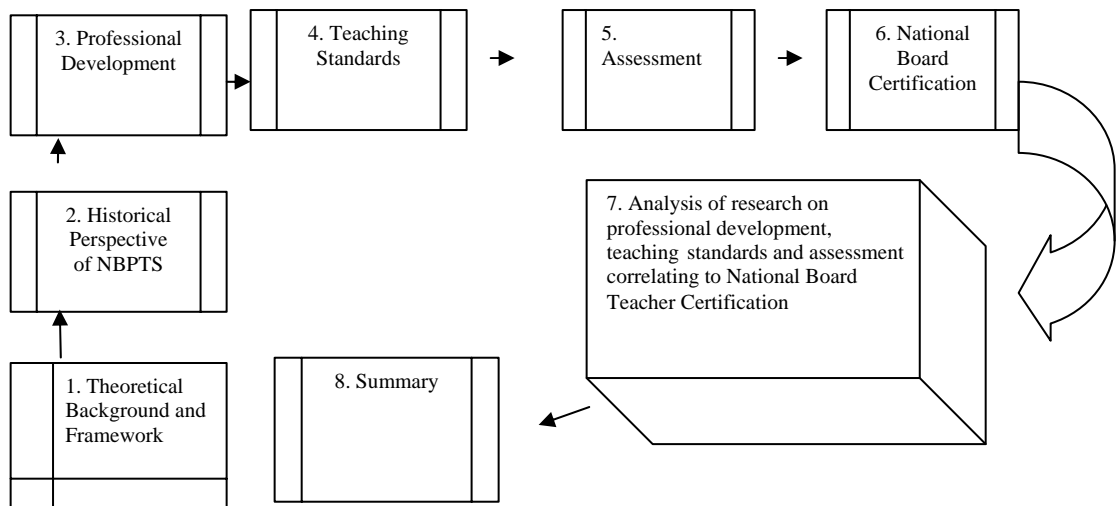 3. Professional
Development
4. Teaching
Standards
5.
Assessment
6. National
Board
Certification
2. Historical
Perspective
of NBPTS
7. Analysis of research on
professional development,
teaching standards and assessment
correlating to National Board
Teacher Certification
1. Theoretical
Background and
Framework
8. Summary